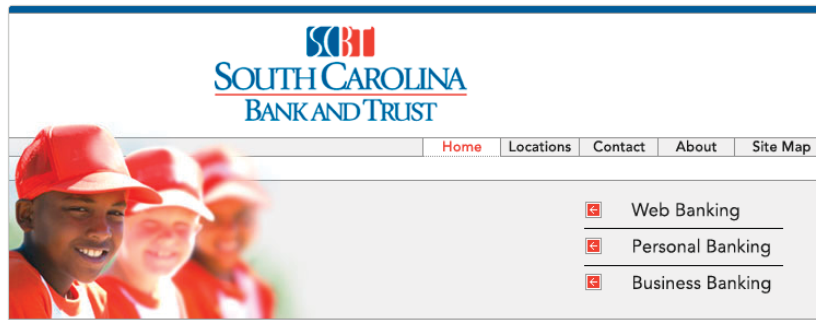 SCBT
SOUTH CAROLINA
BANK AND TRUST
Home Locations Contact About Site Map
Web Banking
Personal Banking
Business Banking